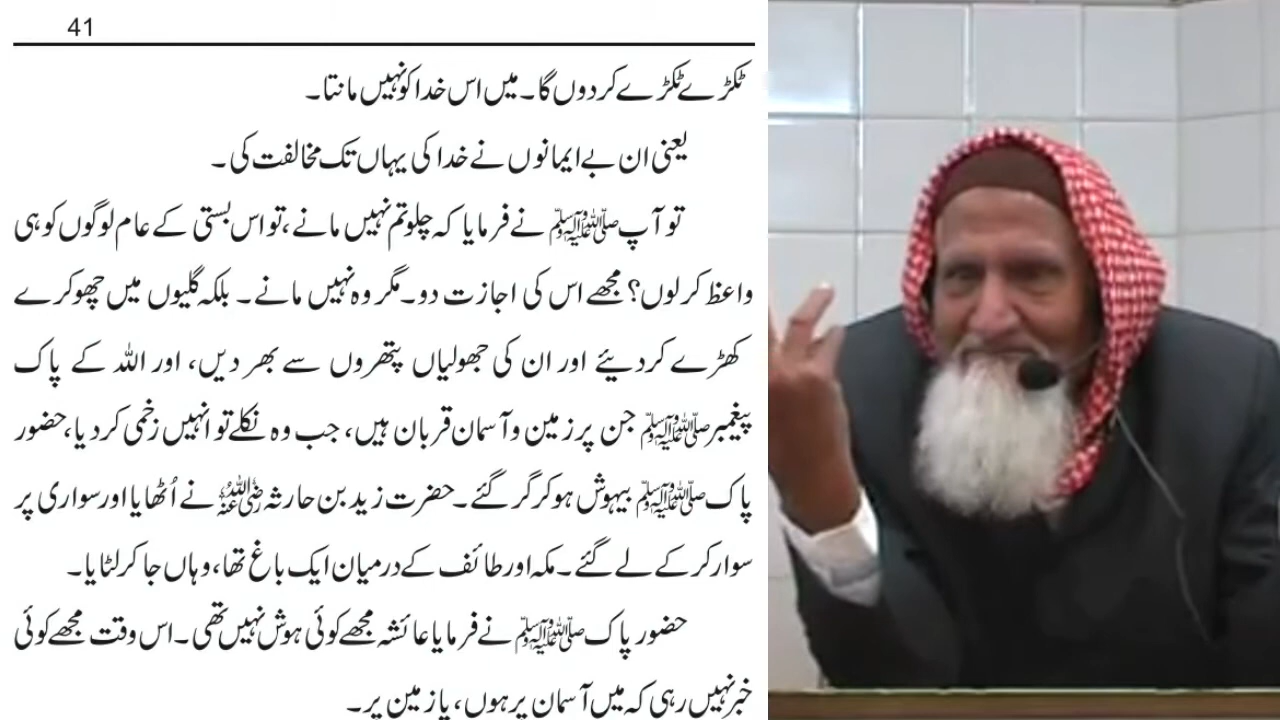 41
ٹکڑے ٹکڑے کر دوں گا۔ میں اس خدا کو نہیں مانتا۔
یعنی ان بے ایمانوں نے خدا کی یہاں تک مخالفت کی ۔
تو آپ ﷺ نے فرمایا کہ چلو تم نہیں مانے ، تو اس بستی کے عام لوگوں کو ہی
واعظ کر لوں؟ مجھے اس کی اجازت دو۔ مگر وہ نہیں مانے۔ بلکہ گلیوں میں چھوکرے
کھڑے کر دیئے اور ان کی جھولیاں پتھروں سے بھر دیں، اور اللہ کے پاک
پیغمبر ﷺ جن پر زمین و آسمان قربان ہیں، جب وہ نکلے تو انہیں زخمی کر دیا، حضور
پاک ﷺ بیہوش ہو کر گر گئے۔ حضرت زید بن حارثہ رضی اللہ عنہ نے اُٹھایا اور سواری پر
سوار کر کے لے گئے۔ مکہ اور طائف کے درمیان ایک باغ تھا، وہاں جا کر لٹایا۔
حضور پاک ﷺ نے فرمایا عائشہ مجھے کوئی ہوش نہیں تھی۔ اس وقت مجھے کوئی
خبر نہیں رہی کہ میں آسمان پر ہوں، یا زمین پر۔